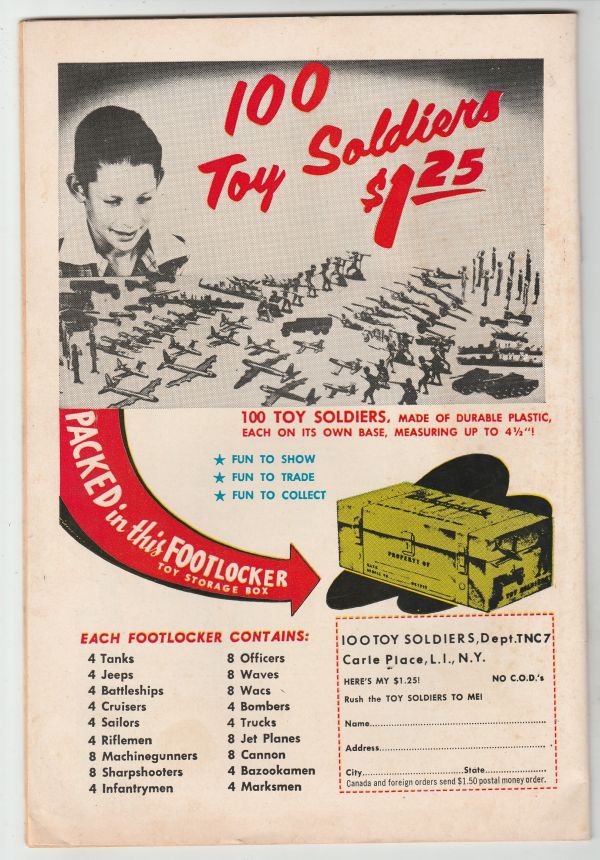 100
Toy Soldiers
$1.25
100 TOY SOLDIERS, MADE OF DURABLE PLASTIC,
EACH ON ITS OWN BASE, MEASURING UP TO 4½"!
★ FUN TO SHOW
★ FUN TO TRADE
★ FUN TO COLLECT
PACKED in this FOOTLOCKER
TOY STORAGE BOX
PROPERTY OF
TOY SOLDIERS
EACH FOOTLOCKER CONTAINS:
4 Tanks
4 Jeeps
4 Battleships
4 Cruisers
4 Sailors
4 Riflemen
8 Machinegunners
8 Sharpshooters
4 Infantrymen
8 Officers
8 Waves
8 Wacs
4 Bombers
4 Trucks
8 Jet Planes
8 Cannon
4 Bazookamen
4 Marksmen
100 TOY SOLDIERS, Dept. TNC7
Carle Place, L.I., N.Y.
HERE'S MY $1.25! NO C.O.D.'s
Rush the TOY SOLDIERS TO ME!
Name
Address
City State
Canada and foreign orders send $1.50 postal money order.